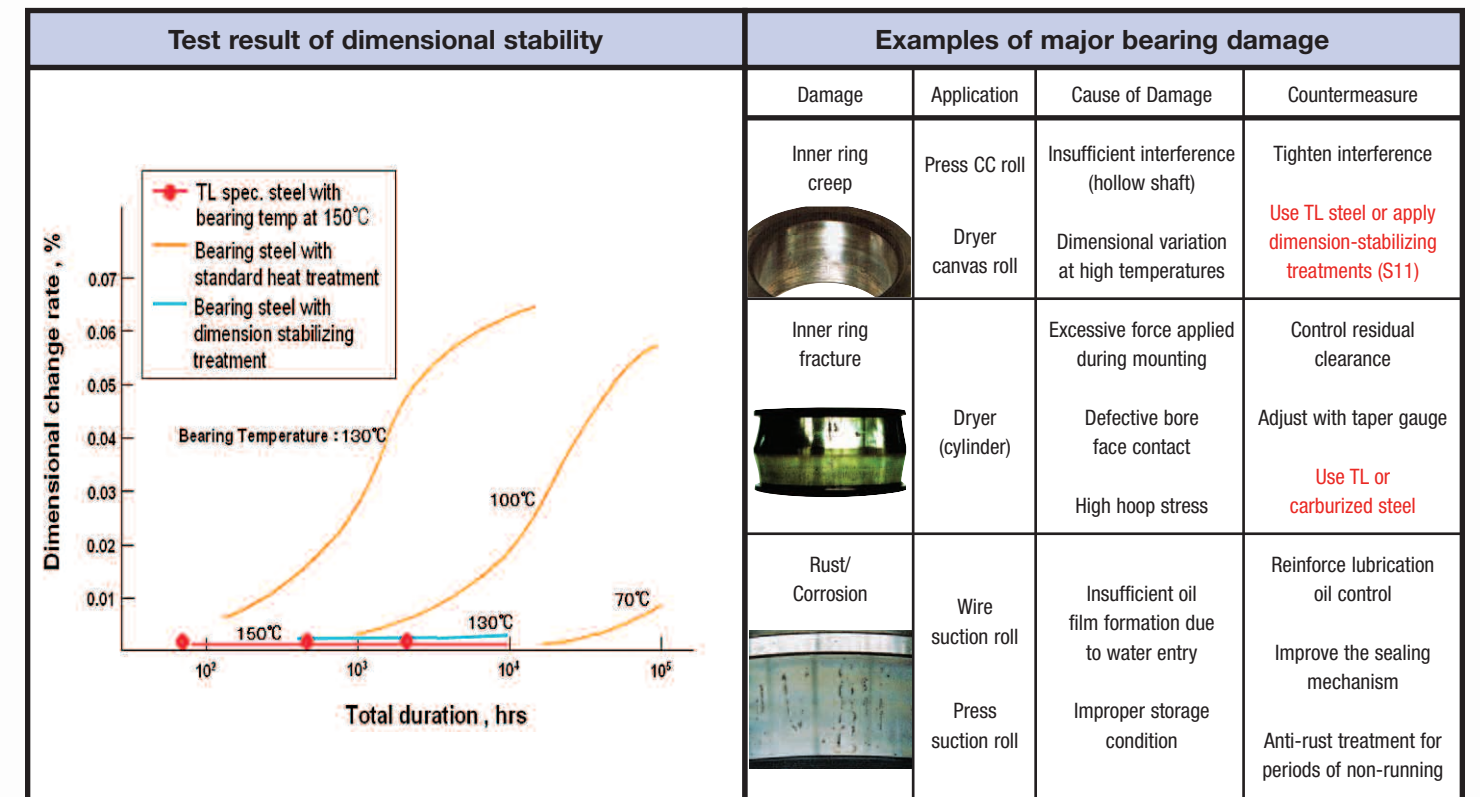 Test result of dimensional stability
TL spec. steel with
bearing temp at 150℃
Bearing steel with
standard heat treatment
Bearing steel with
dimension stabilizing
treatment
Dimensional change rate , %
0.07
0.06
0.05
0.04
0.03
0.02
0.01
Bearing Temperature : 130℃
100℃
70℃
150℃
130℃
10²
10³
10⁴
10⁵
Total duration , hrs
Examples of major bearing damage
Damage
Application
Cause of Damage
Countermeasure
Inner ring
creep
Press CC roll
Dryer
canvas roll
Insufficient interference
(hollow shaft)
Dimensional variation
at high temperatures
Tighten interference
Use TL steel or apply
dimension-stabilizing
treatments (S11)
Inner ring
fracture
Dryer
(cylinder)
Excessive force applied
during mounting
Defective bore
face contact
High hoop stress
Control residual
clearance
Adjust with taper gauge
Use TL or
carburized steel
Rust/
Corrosion
Wire
suction roll
Press
suction roll
Insufficient oil
film formation due
to water entry
Improper storage
condition
Reinforce lubrication
oil control
Improve the sealing
mechanism
Anti-rust treatment for
periods of non-running